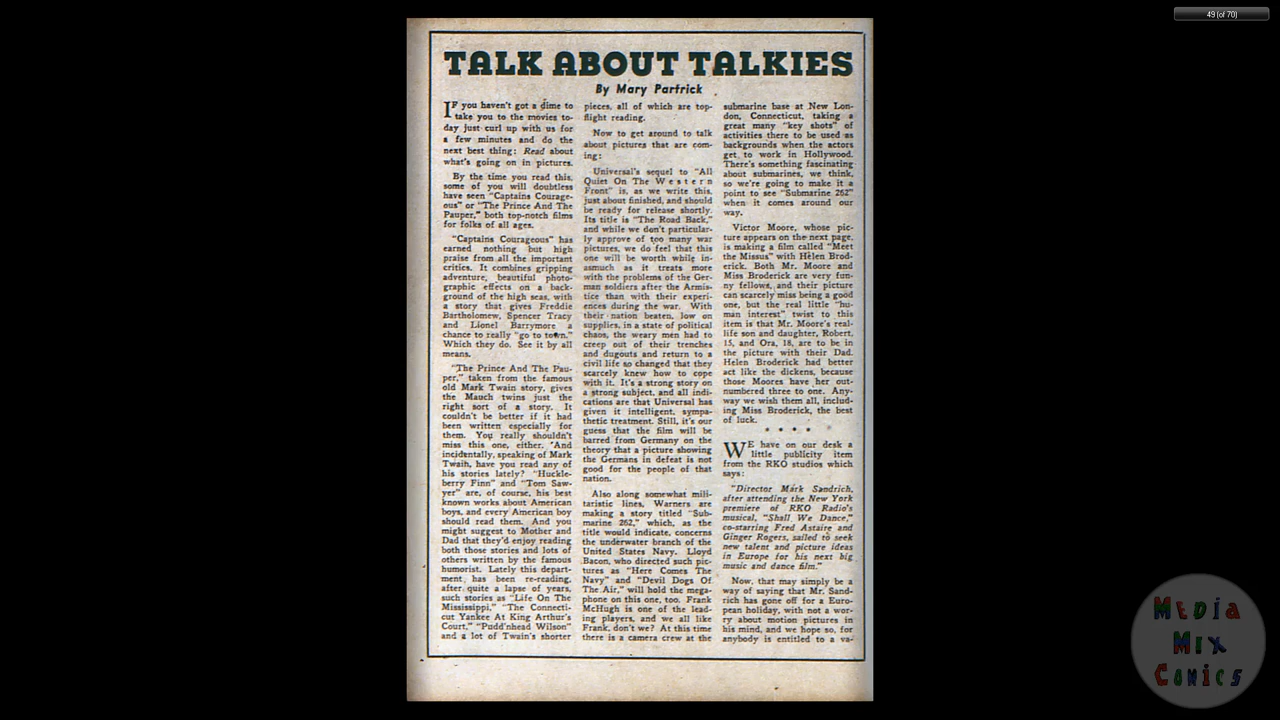 49 (of 70)
TALK ABOUT TALKIES
By Mary Parfrick
IF you haven't got a dime to
take you to the movies to-
day just curl up with us for
a few minutes and do the
next best thing: Read about
what's going on in pictures.
By the time you read this,
some of you will doubtless
have seen "Captains Courage-
ous" or "The Prince And The
Pauper," both top-notch films
for folks of all ages.
"Captains Courageous" has
earned nothing but high
praise from all the important
critics. It combines gripping
adventure, beautiful photo-
graphic effects on a back-
ground of the high seas, with
a story that gives Freddie
Bartholomew, Spencer Tracy
and Lionel Barrymore a
chance to really "go to town."
Which they do. See it by all
means.
"The Prince And The Pau-
per," taken from the famous
old Mark Twain story, gives
the Mauch twins just the
right sort of a story. It
couldn't be better if it had
been written especially for
them. You really shouldn't
miss this one, either. And
incidentally, speaking of Mark
Twain, have you read any of
his stories lately? "Huckle-
berry Finn" and "Tom Saw-
yer" are, of course, his best
known works about American
boys, and every American boy
should read them. And you
might suggest to Mother and
Dad that they'd enjoy reading
both those stories and lots of
others written by the famous
humorist. Lately this depart-
ment has been re-reading,
after quite a lapse of years,
such stories as "Life On The
Mississippi," "The Connecti-
cut Yankee At King Arthur's
Court," "Pudd'nhead Wilson"
and a lot of Twain's shorter
pieces, all of which are top-
flight reading.
Now to get around to talk
about pictures that are com-
ing:
Universal's sequel to "All
Quiet On The Western
Front" is, as we write this,
just about finished, and should
be ready for release shortly.
Its title is "The Road Back,"
and while we don't particular-
ly approve of too many war
pictures, we do feel that this
one will be worth while in-
asmuch as it treats more
with the problems of the Ger-
man soldiers after the Armis-
tice than with their experi-
ences during the war. With
their nation beaten, low on
supplies, in a state of political
chaos, the weary men had to
creep out of their trenches
and dugouts and return to a
civil life so changed that they
scarcely knew how to cope
with it. It's a strong story on
a strong subject, and all indi-
cations are that Universal has
given it intelligent, sympa-
thetic treatment. Still, it's our
guess that the film will be
barred from Germany on the
theory that a picture showing
the Germans in defeat is not
good for the people of that
nation.
Also along somewhat mili-
taristic lines, Warners are
making a story titled "Sub-
marine 262," which, as the
title would indicate, concerns
the underwater branch of the
United States Navy. Lloyd
Bacon, who directed such pic-
tures as "Here Comes The
Navy" and "Devil Dogs Of
The Air," will hold the mega-
phone on this one, too. Frank
McHugh is one of the lead-
ing players, and we all like
Frank, don't we? At this time
there is a camera crew at the
submarine base at New Lon-
don, Connecticut, taking a
great many "key shots" of
activities there to be used as
backgrounds when the actors
get to work in Hollywood.
There's something fascinating
about submarines, we think,
so we're going to make it a
point to see "Submarine 262"
when it comes around our
way.
Victor Moore, whose pic-
ture appears on the next page,
is making a film called "Meet
the Missus" with Helen Brod-
erick. Both Mr. Moore and
Miss Broderick are very fun-
ny fellows, and their picture
can scarcely miss being a good
one, but the real little "hu-
man interest" twist to this
item is that Mr. Moore's real-
life son and daughter, Robert,
15, and Ora, 18, are to be in
the picture with their Dad.
Helen Broderick had better
act like the dickens, because
those Moores have her out-
numbered three to one. Any-
way we wish them all, includ-
ing Miss Broderick, the best
of luck.
* * * *
WE have on our desk a
little publicity item
from the RKO studios which
says:
"Director Mark Sandrich,
after attending the New York
premiere of RKO Radio's
musical, "Shall We Dance,"
co-starring Fred Astaire and
Ginger Rogers, sailed to seek
new talent and picture ideas
in Europe for his next big
music and dance film."
Now, that may simply be a
way of saying that Mr. Sand-
rich has gone off for a Euro-
pean holiday, with not a wor-
ry about motion pictures in
his mind, and we hope so, for
anybody is entitled to a va-
MEDIA
MIX
COMICS